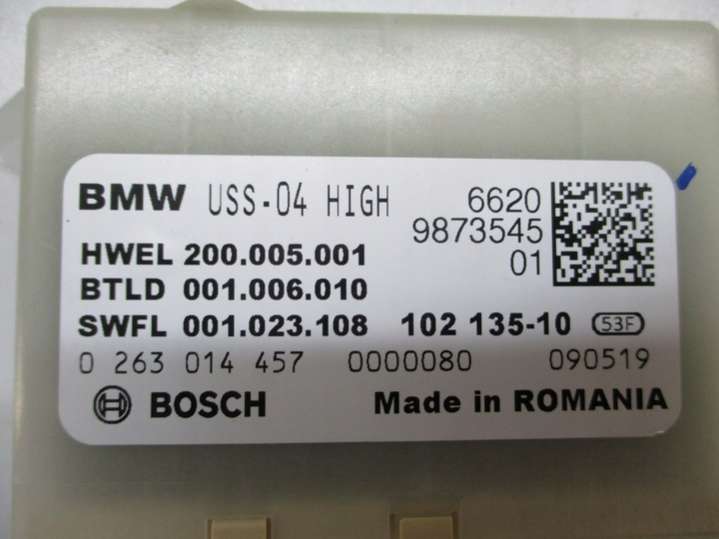 BMW USS-04 HIGH 6620
9873545
HWEL 200.005.001 01
BTLD 001.006.010
SWFL 001.023.108 102 135-10 53F
0 263 014 457 0000080 090519
BOSCH Made in ROMANIA